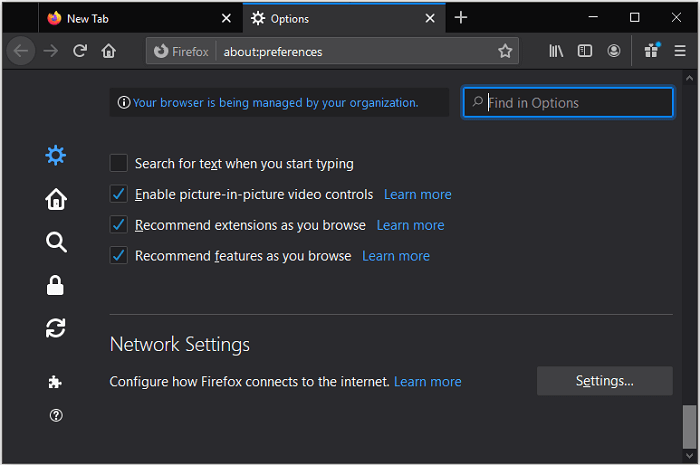 New Tab
Options
Firefox
about:preferences
Your browser is being managed by your organization.
Find in Options
Search for text when you start typing
Enable picture-in-picture video controls Learn more
Recommend extensions as you browse Learn more
Recommend features as you browse Learn more
Network Settings
Configure how Firefox connects to the internet. Learn more
Settings...